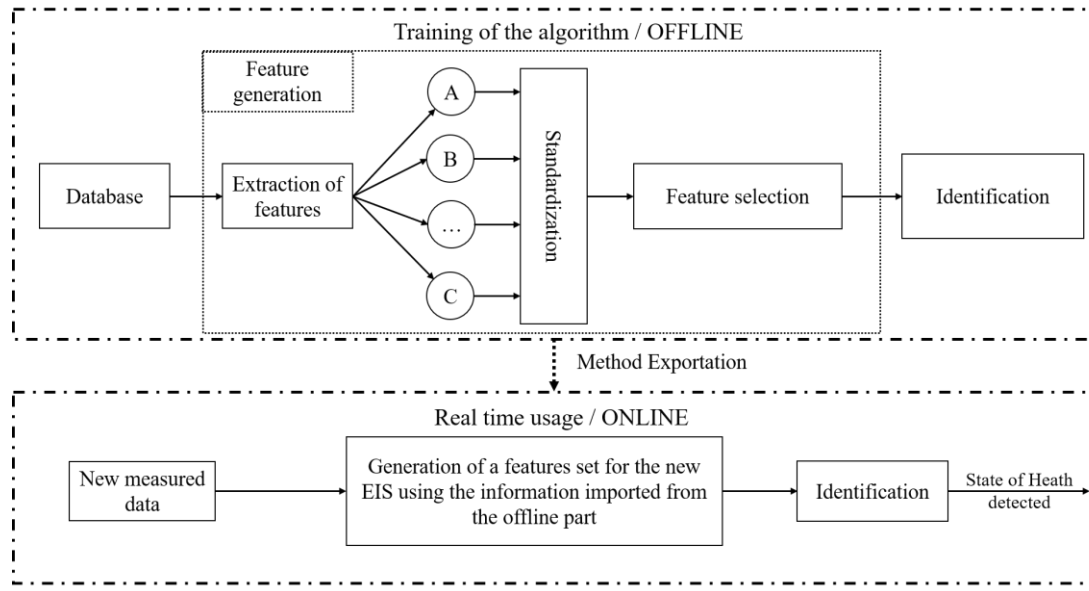 Training of the algorithm / OFFLINE
Feature
generation
Database
Extraction of
features
A
B
...
C
Standardization
Feature selection
Identification
Method Exportation
Real time usage / ONLINE
New measured
data
Generation of a features set for the new
EIS using the information imported from
the offline part
Identification
State of Heath
detected